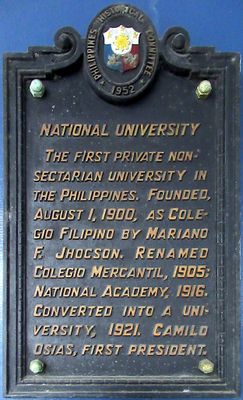 PHILIPPINES HISTORICAL COMMITTEE
1952
NATIONAL UNIVERSITY
THE FIRST PRIVATE NON-
SECTARIAN UNIVERSITY IN
THE PHILIPPINES. FOUNDED,
AUGUST 1, 1900, AS COLE-
GIO FILIPINO BY MARIANO
F. JHOCSON. RENAMED
COLEGIO MERCANTIL, 1905;
NATIONAL ACADEMY, 1916.
CONVERTED INTO A UNI-
VERSITY, 1921. CAMILO
OSIAS, FIRST PRESIDENT.